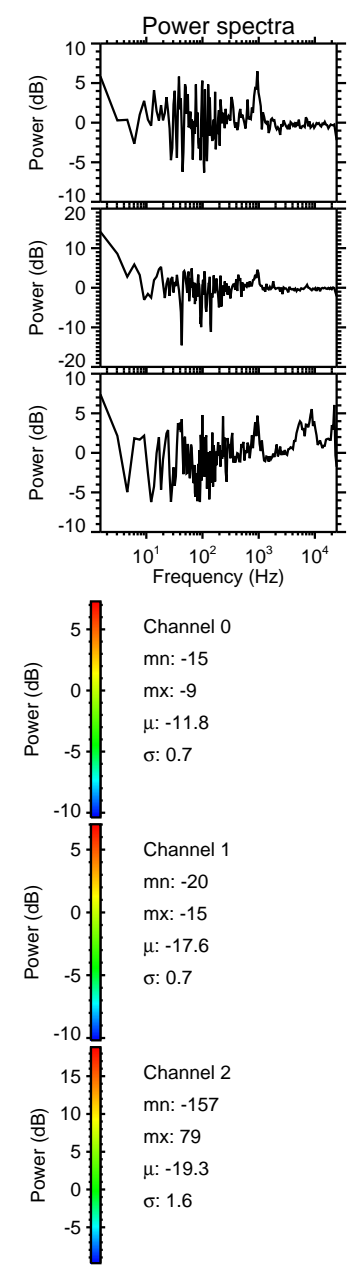 Power spectra
10
5
0
-5
-10
Power (dB)
20
10
0
-10
-20
Power (dB)
10
5
0
-5
-10
Power (dB)
10¹ 10² 10³ 10⁴
Frequency (Hz)
5
0
-5
-10
Power (dB)
Channel 0
mn: -15
mx: -9
μ: -11.8
σ: 0.7
5
0
-5
-10
Power (dB)
Channel 1
mn: -20
mx: -15
μ: -17.6
σ: 0.7
15
10
5
0
-5
Power (dB)
Channel 2
mn: -157
mx: 79
μ: -19.3
σ: 1.6